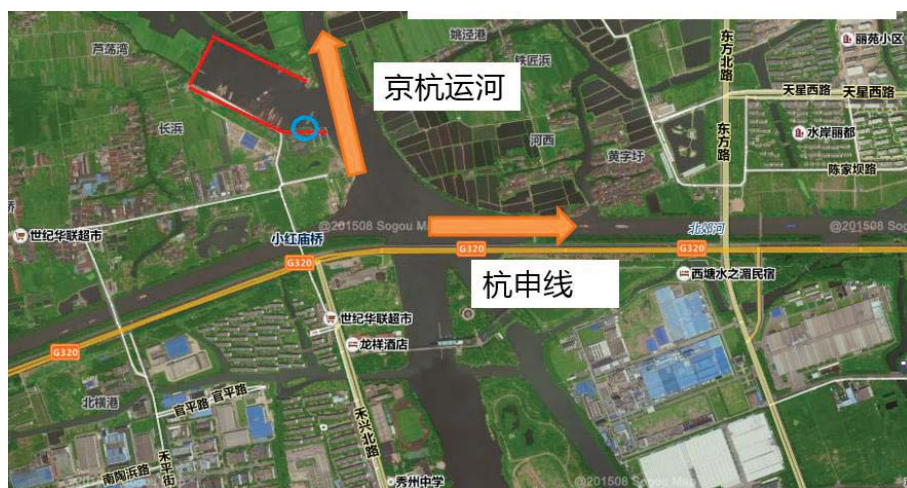 芦荡湾
姚泾港
丽苑小区
铁匠浜
东方北路
京杭运河
天星西路
天星西路
长浜
河西
东方路
水岸丽都
黄字圩
陈家坝路
桥
世纪华联超市
@201508 Sogou Ma
@201508 Sogou
小红庙桥
北郊河
G320
G320
G320
杭申线
西塘水之湄民宿
世纪华联超市
G320
龙祥酒店
北横港
官平路
官平路
禾兴北路
南陶浜路
禾平街
秀州中学
@201508 Sogou Map